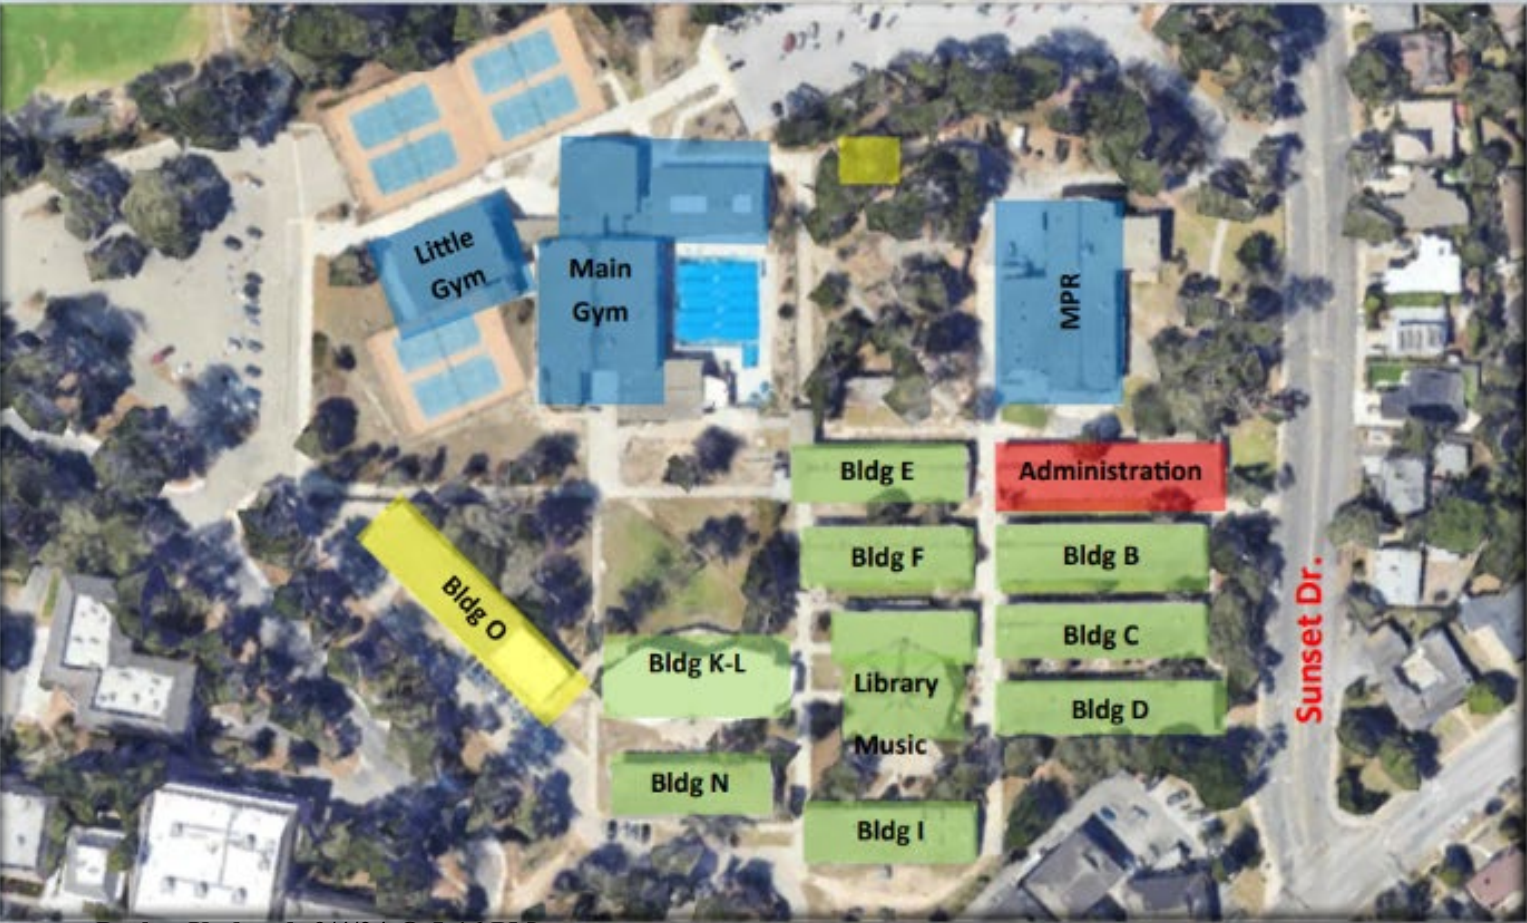 Little
Gym
Main
Gym
MPR
Bldg E
Administration
Bldg F
Bldg B
Bldg O
Bldg C
Bldg K-L
Library
Bldg D
Music
Bldg N
Bldg I
Sunset Dr.